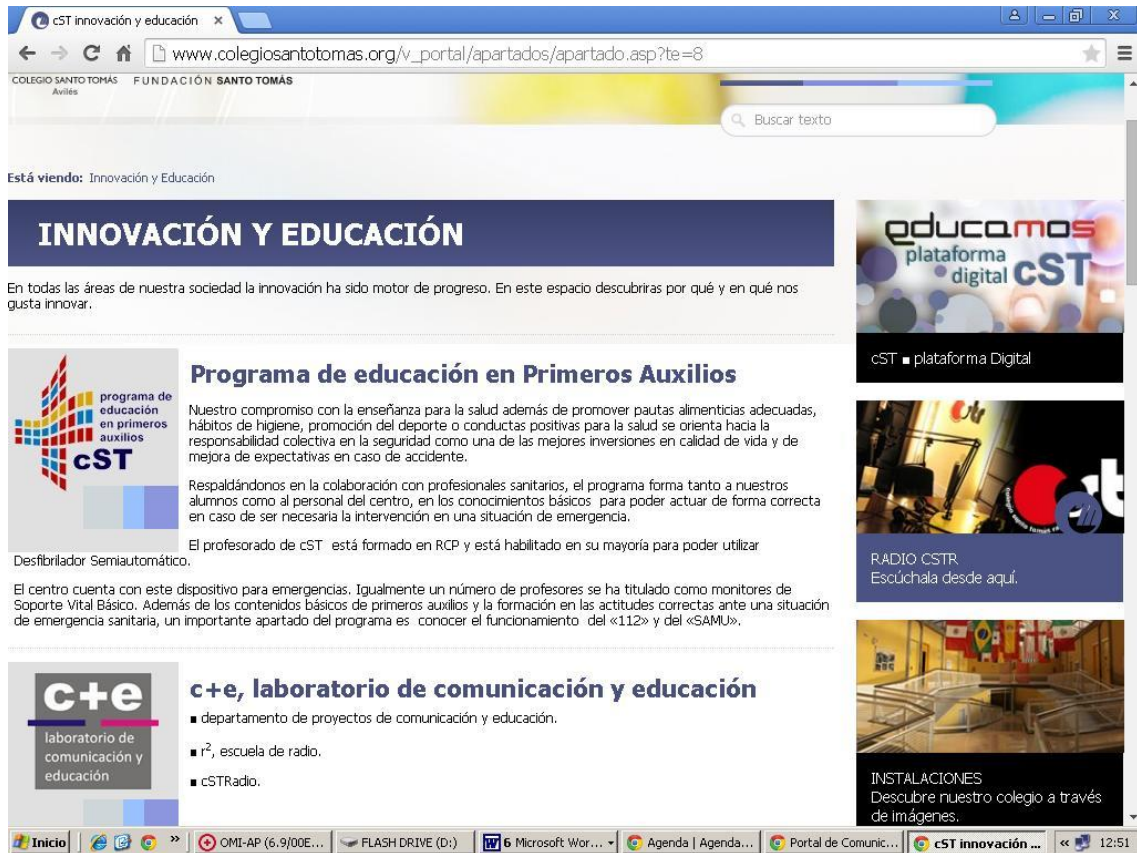 cST innovación y educación
www.colegiosantotomas.org/v_portal/apartados/apartado.asp?te=8
COLEGIO SANTO TOMÁS
Avilés
FUNDACIÓN SANTO TOMÁS
Buscar texto
Está viendo: Innovación y Educación
INNOVACIÓN Y EDUCACIÓN
En todas las áreas de nuestra sociedad la innovación ha sido motor de progreso. En este espacio descubriras por qué y en qué nos
gusta innovar.
programa de
educación
en primeros
auxilios
cST
Programa de educación en Primeros Auxilios
Nuestro compromiso con la enseñanza para la salud además de promover pautas alimenticias adecuadas,
hábitos de higiene, promoción del deporte o conductas positivas para la salud se orienta hacia la
responsabilidad colectiva en la seguridad como una de las mejores inversiones en calidad de vida y de
mejora de expectativas en caso de accidente.
Respaldándonos en la colaboración con profesionales sanitarios, el programa forma tanto a nuestros
alumnos como al personal del centro, en los conocimientos básicos para poder actuar de forma correcta
en caso de ser necesaria la intervención en una situación de emergencia.
El profesorado de cST está formado en RCP y está habilitado en su mayoría para poder utilizar
Desfibrilador Semiautomático.
El centro cuenta con este dispositivo para emergencias. Igualmente un número de profesores se ha titulado como monitores de
Soporte Vital Básico. Además de los contenidos básicos de primeros auxilios y la formación en las actitudes correctas ante una situación
de emergencia sanitaria, un importante apartado del programa es conocer el funcionamiento del «112» y del «SAMU».
c+e
laboratorio de
comunicación y
educación
c+e, laboratorio de comunicación y educación
■ departamento de proyectos de comunicación y educación.
■ r², escuela de radio.
■ cSTRadio.
educamos
plataforma
digital cST
cST ■ plataforma Digital
RADIO CSTR
Escúchala desde aquí.
INSTALACIONES
Descubre nuestro colegio a través
de imágenes.
Inicio
»
OMI-AP (6.9/00E...
FLASH DRIVE (D:)
6 Microsoft Wor...
Agenda | Agenda...
Portal de Comunic...
cST innovación ...
«
12:51